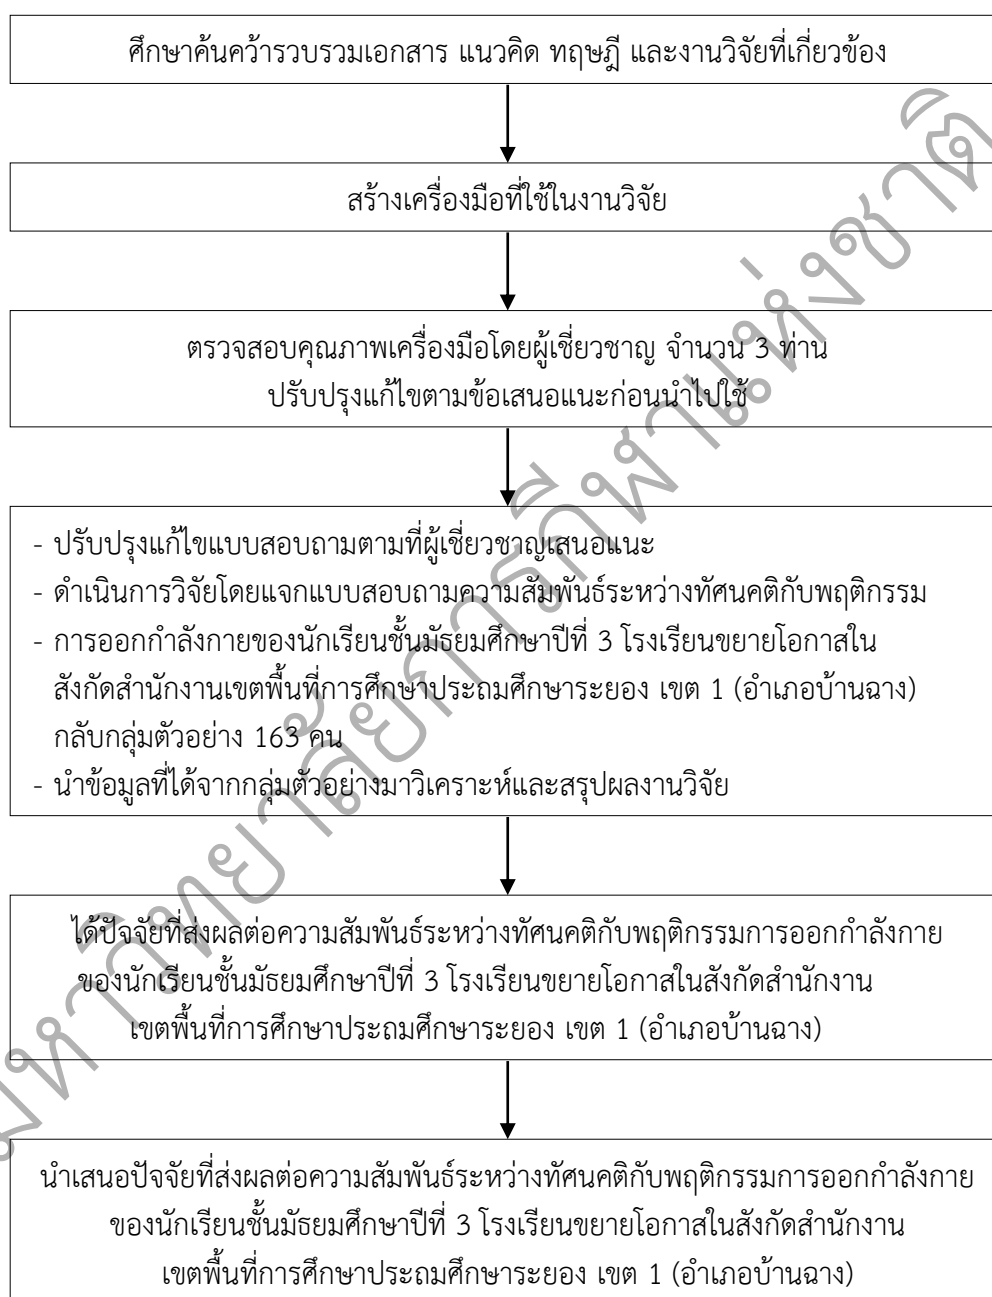 ศึกษาค้นคว้ารวบรวมเอกสาร แนวคิด ทฤษฎี และงานวิจัยที่เกี่ยวข้อง
สร้างเครื่องมือที่ใช้ในงานวิจัย
ตรวจสอบคุณภาพเครื่องมือโดยผู้เชี่ยวชาญ จำนวน 3 ท่าน
ปรับปรุงแก้ไขตามข้อเสนอแนะก่อนนำไปใช้
- ปรับปรุงแก้ไขแบบสอบถามตามที่ผู้เชี่ยวชาญเสนอแนะ
- ดำเนินการวิจัยโดยแจกแบบสอบถามความสัมพันธ์ระหว่างทัศนคติกับพฤติกรรม
- การออกกำลังกายของนักเรียนชั้นมัธยมศึกษาปีที่ 3 โรงเรียนขยายโอกาสใน
สังกัดสำนักงานเขตพื้นที่การศึกษาประถมศึกษาระยอง เขต 1 (อำเภอบ้านฉาง)
กลับกลุ่มตัวอย่าง 163 คน
- นำข้อมูลที่ได้จากกลุ่มตัวอย่างมาวิเคราะห์และสรุปผลงานวิจัย
ได้ปัจจัยที่ส่งผลต่อความสัมพันธ์ระหว่างทัศนคติกับพฤติกรรมการออกกำลังกาย
ของนักเรียนชั้นมัธยมศึกษาปีที่ 3 โรงเรียนขยายโอกาสในสังกัดสำนักงาน
เขตพื้นที่การศึกษาประถมศึกษาระยอง เขต 1 (อำเภอบ้านฉาง)
นำเสนอปัจจัยที่ส่งผลต่อความสัมพันธ์ระหว่างทัศนคติกับพฤติกรรมการออกกำลังกาย
ของนักเรียนชั้นมัธยมศึกษาปีที่ 3 โรงเรียนขยายโอกาสในสังกัดสำนักงาน
เขตพื้นที่การศึกษาประถมศึกษาระยอง เขต 1 (อำเภอบ้านฉาง)
มหาวิทยาลัยการกีฬาแห่งชาติ